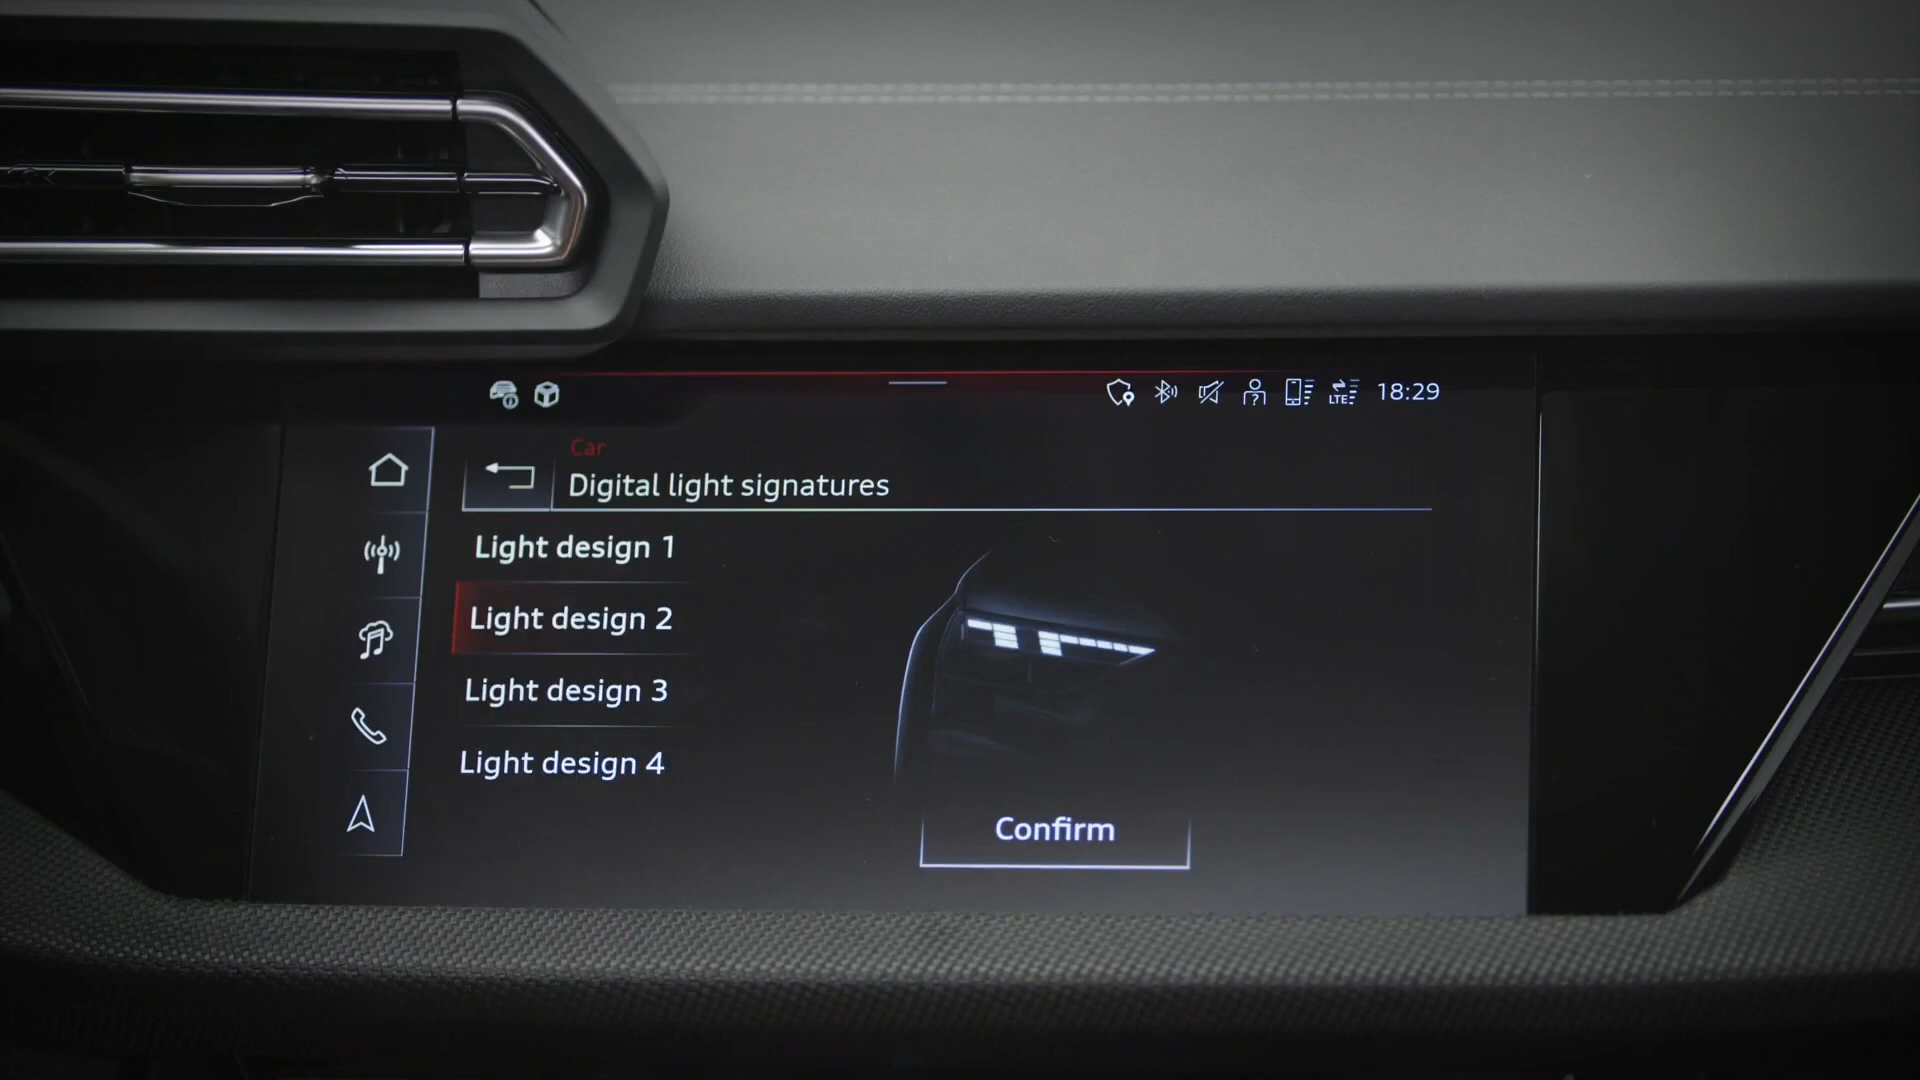 LTE
18:29
Car
Digital light signatures
Light design 1
Light design 2
Light design 3
Light design 4
Confirm